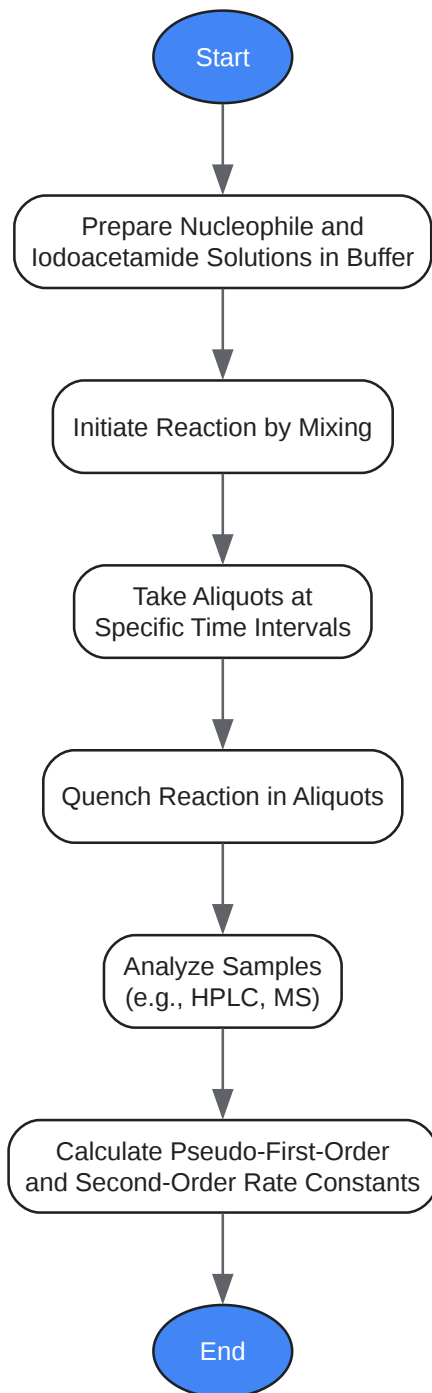 Start
Prepare Nucleophile and
Iodoacetamide Solutions in Buffer
Initiate Reaction by Mixing
Take Aliquots at
Specific Time Intervals
Quench Reaction in Aliquots
Analyze Samples
(e.g., HPLC, MS)
Calculate Pseudo-First-Order
and Second-Order Rate Constants
End